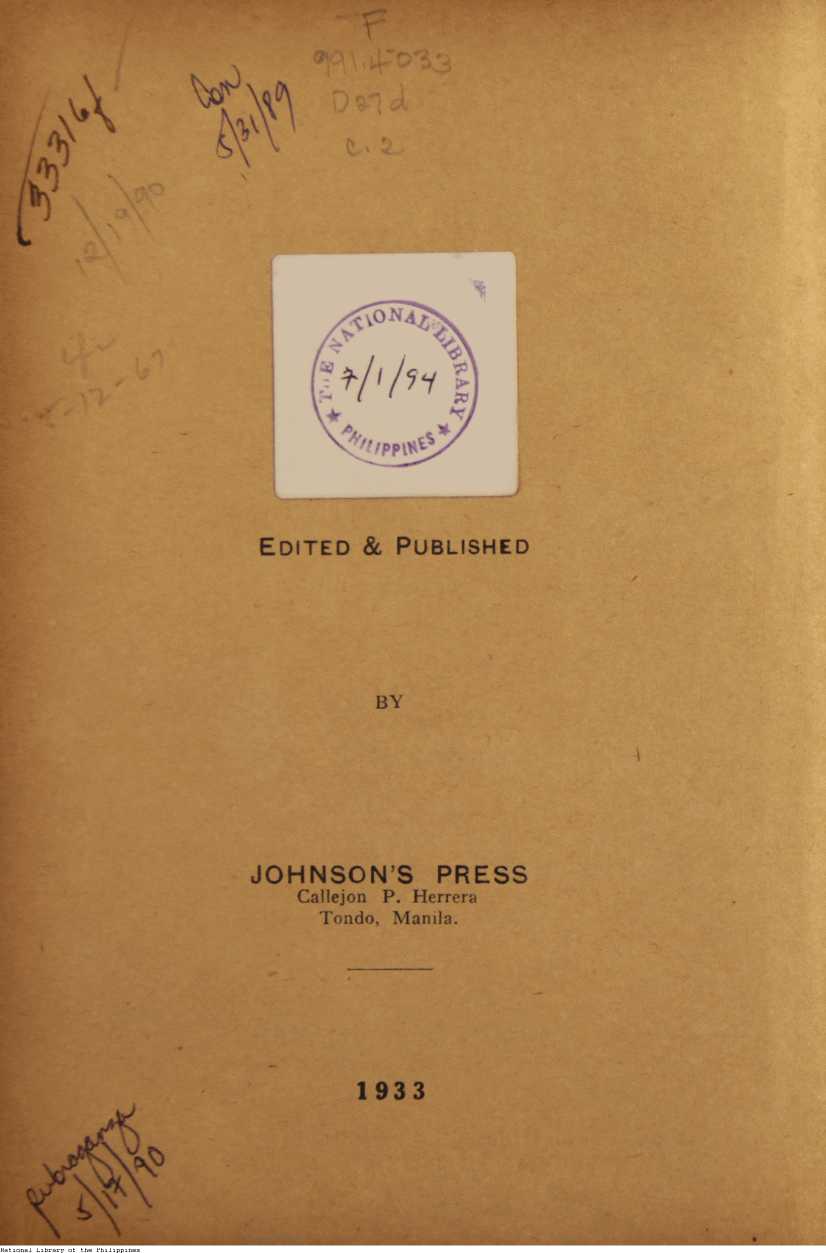 F
991.4033
D27d
c. 2
Con
5/31/89
33316f
12/19/90
THE NATIONAL LIBRARY
7/1/94
PHILIPPINES
EDITED & PUBLISHED
BY
JOHNSON'S PRESS
Callejon P. Herrera
Tondo, Manila.
1933
5/17/90
National Library of the Philippines